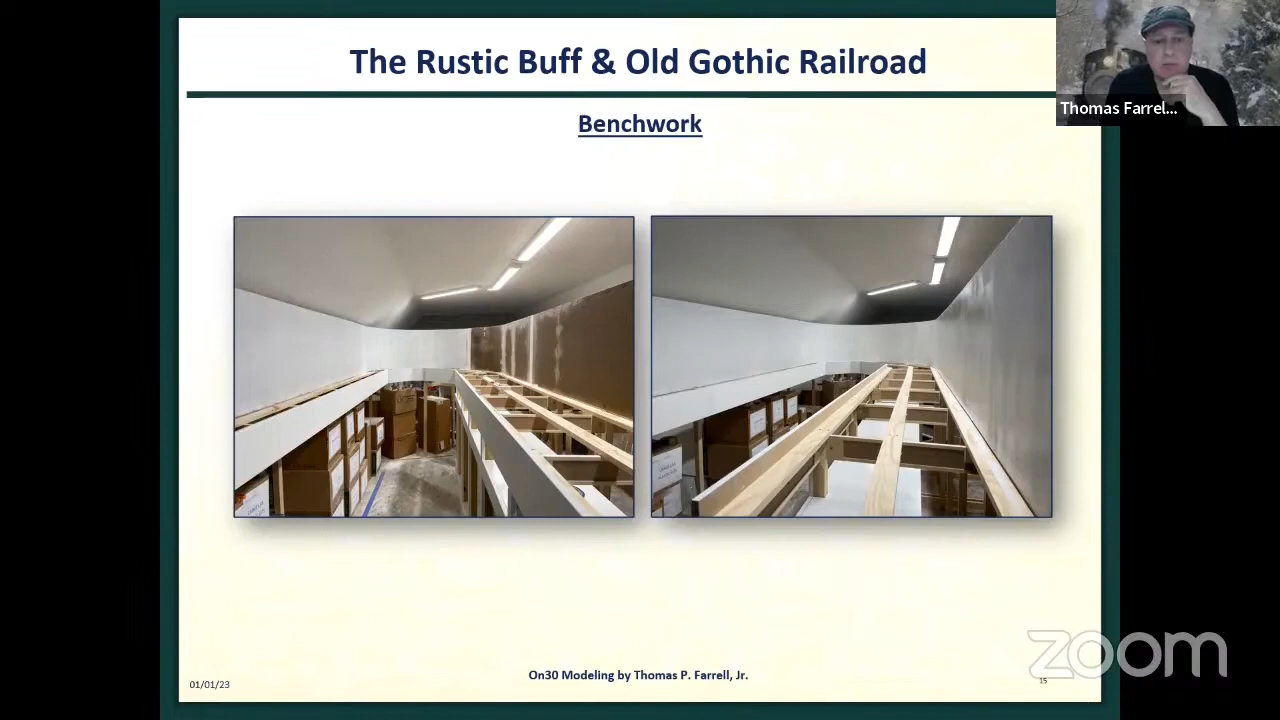 The Rustic Buff & Old Gothic Railroad
Thomas Farrel...
Benchwork
On30 Modeling by Thomas P. Farrell, Jr.
01/01/23
15
zoom